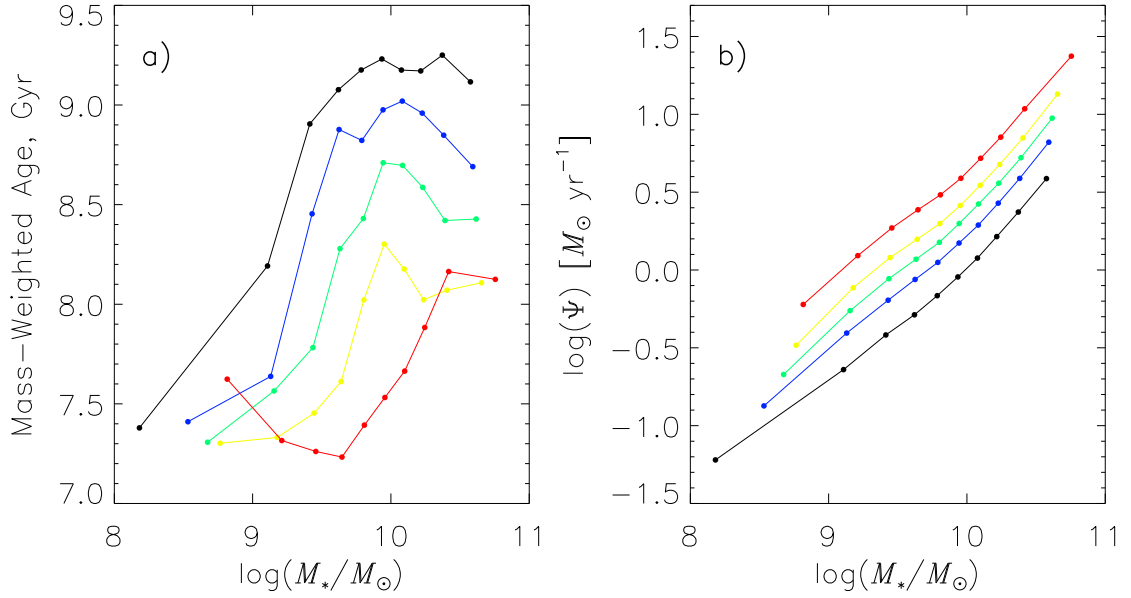 a)
9.5
9.0
8.5
8.0
7.5
7.0
Mass-Weighted Age, Gyr
8 9 10 11
log(M*/M⊙)
b)
1.5
1.0
0.5
0.0
−0.5
−1.0
−1.5
log(Ψ) [M⊙ yr⁻¹]
8 9 10 11
log(M*/M⊙)